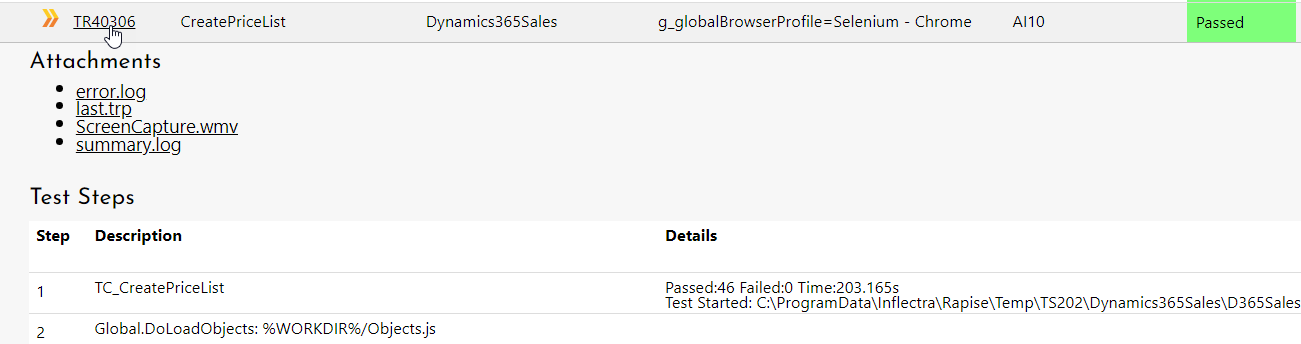 TR40306 CreatePriceList Dynamics365Sales g_globalBrowserProfile=Selenium - Chrome AI10 Passed
Attachments
error.log
last.trp
ScreenCapture.wmv
summary.log
Test Steps
Step Description Details
1 TC_CreatePriceList Passed:46 Failed:0 Time:203.165s
Test Started: C:\ProgramData\Inflectra\Rapise\Temp\TS202\Dynamics365Sales\D365Sales
2 Global.DoLoadObjects: %WORKDIR%/Objects.js